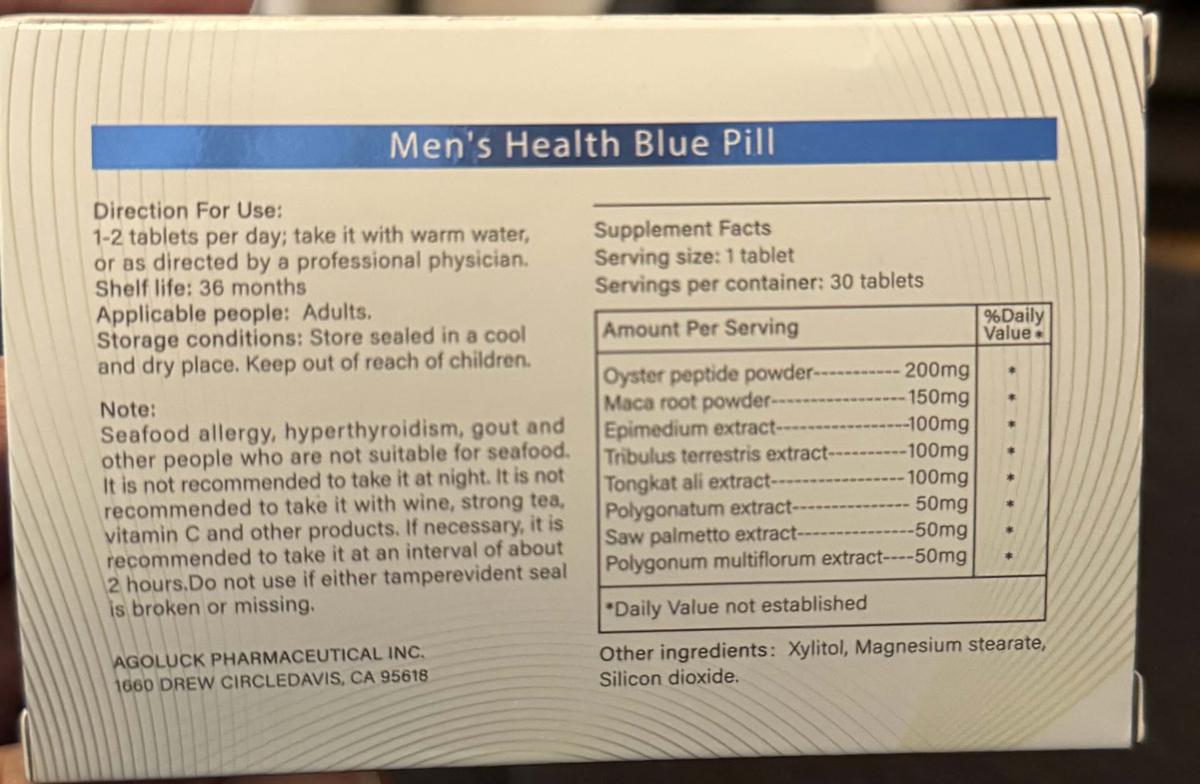 Men's Health Blue Pill
Direction For Use:
1-2 tablets per day; take it with warm water,
or as directed by a professional physician.
Shelf life: 36 months
Applicable people: Adults.
Storage conditions: Store sealed in a cool
and dry place. Keep out of reach of children.
Note:
Seafood allergy, hyperthyroidism, gout and
other people who are not suitable for seafood.
It is not recommended to take it at night. It is not
recommended to take it with wine, strong tea,
vitamin C and other products. If necessary, it is
recommended to take it at an interval of about
2 hours.Do not use if either tamperevident seal
is broken or missing.
AGOLUCK PHARMACEUTICAL INC.
1660 DREW CIRCLEDAVIS, CA 95618
Supplement Facts
Serving size: 1 tablet
Servings per container: 30 tablets
Amount Per Serving %Daily
Value*
Oyster peptide powder----------- 200mg *
Maca root powder-----------------150mg *
Epimedium extract-----------------100mg *
Tribulus terrestris extract----------100mg *
Tongkat ali extract----------------- 100mg *
Polygonatum extract--------------- 50mg *
Saw palmetto extract---------------50mg *
Polygonum multiflorum extract----50mg *
*Daily Value not established
Other ingredients: Xylitol, Magnesium stearate,
Silicon dioxide.